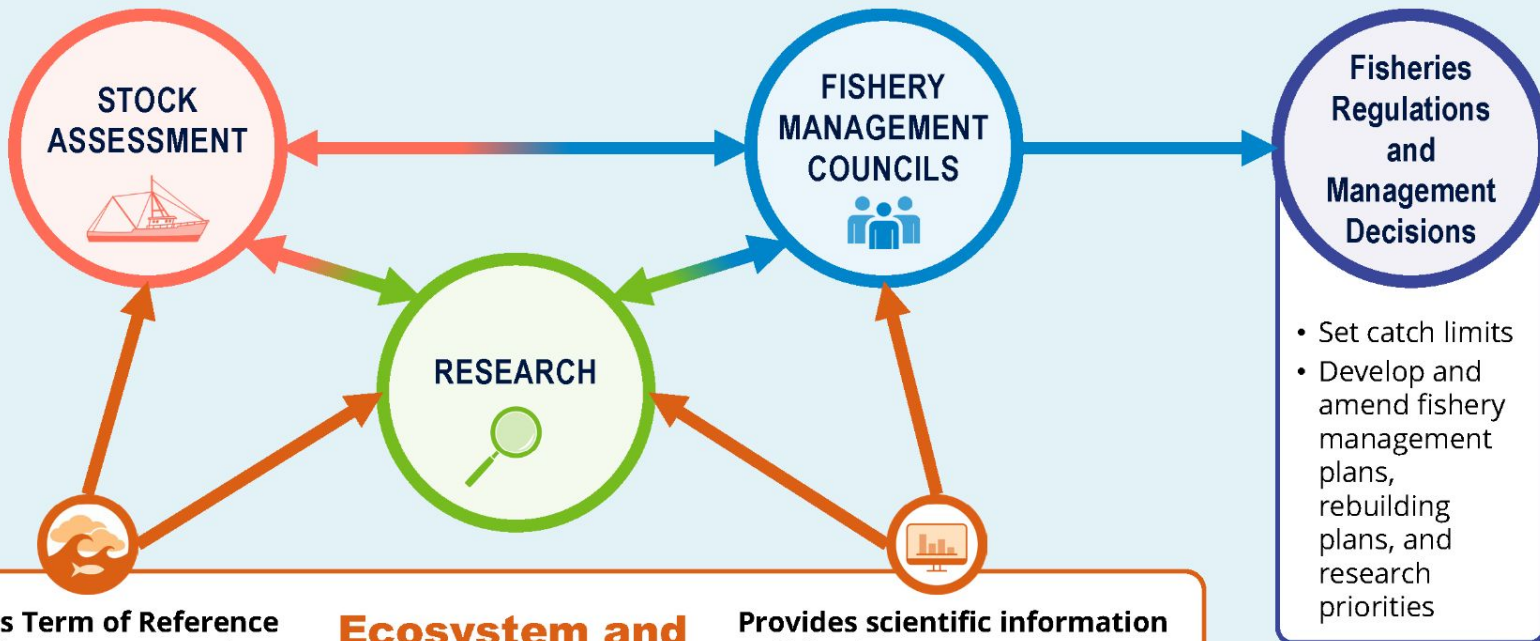 STOCK
ASSESSMENT
FISHERY
MANAGEMENT
COUNCILS
Fisheries
Regulations
and
Management
Decisions
RESEARCH
• Set catch limits
• Develop and
amend fishery
management
plans,
rebuilding
plans, and
research
priorities
Term of Reference
Ecosystem and
Provides scientific information